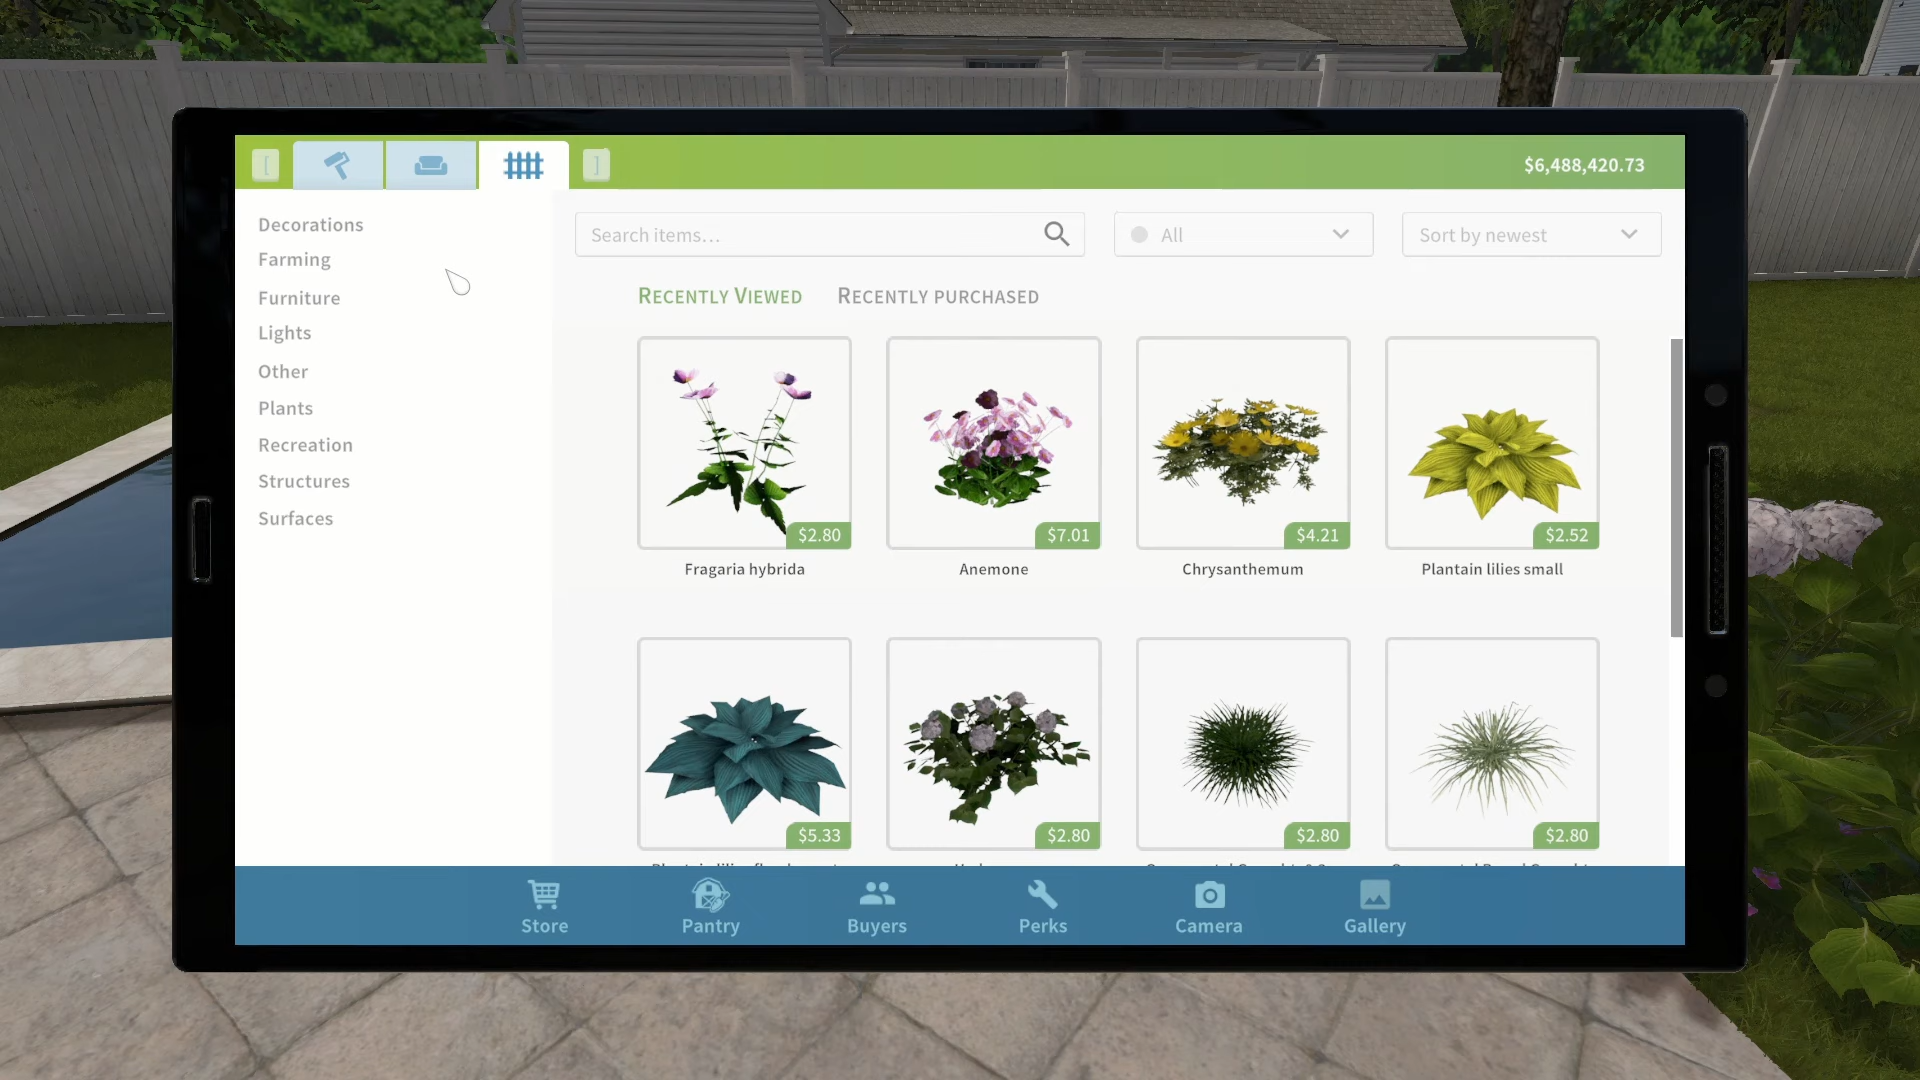 [
]
$6,488,420.73
Decorations
Farming
Furniture
Lights
Other
Plants
Recreation
Structures
Surfaces
Search items...
All
Sort by newest
RECENTLY VIEWED
RECENTLY PURCHASED
$2.80
$7.01
$4.21
$2.52
Fragaria hybrida
Anemone
Chrysanthemum
Plantain lilies small
$5.33
$2.80
$2.80
$2.80
Store
Pantry
Buyers
Perks
Camera
Gallery